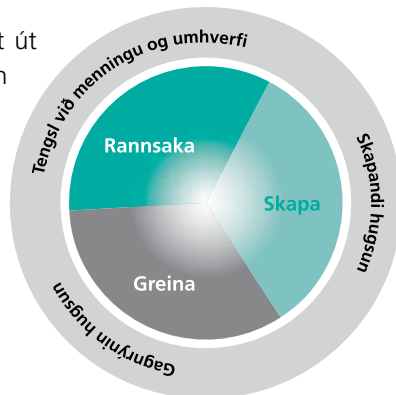 t út
Tengsl við menningu og umhverfi
Rannsaka
Skapa
Skapandi hugsun
Greina
Gagnrýnin hugsun